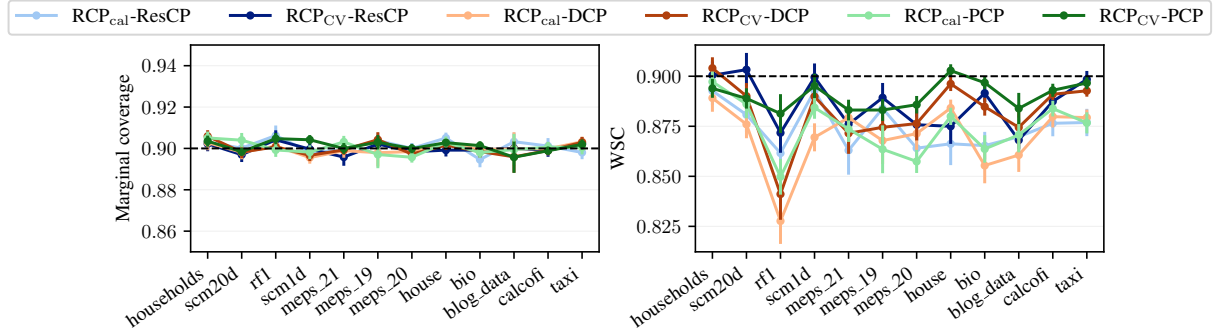 RCPcal-ResCP RCPCV-ResCP RCPcal-DCP RCPCV-DCP RCPcal-PCP RCPCV-PCP
Marginal coverage
0.94
0.92
0.90
0.88
0.86
households scm20d rf1 scm1d meps_21 meps_19 meps_20 house bio blog_data calcofi taxi
WSC
0.900
0.875
0.850
0.825
households scm20d rf1 scm1d meps_21 meps_19 meps_20 house bio blog_data calcofi taxi